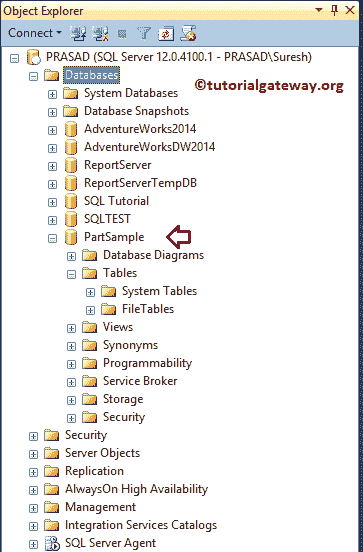 Object Explorer
Connect
PRASAD (SQL Server 12.0.4100.1 - PRASAD\Suresh)
Databases
©tutorialgateway.org
System Databases
Database Snapshots
AdventureWorks2014
AdventureWorksDW2014
ReportServer
ReportServerTempDB
SQL Tutorial
SQLTEST
PartSample
Database Diagrams
Tables
System Tables
FileTables
Views
Synonyms
Programmability
Service Broker
Storage
Security
Security
Server Objects
Replication
AlwaysOn High Availability
Management
Integration Services Catalogs
SQL Server Agent